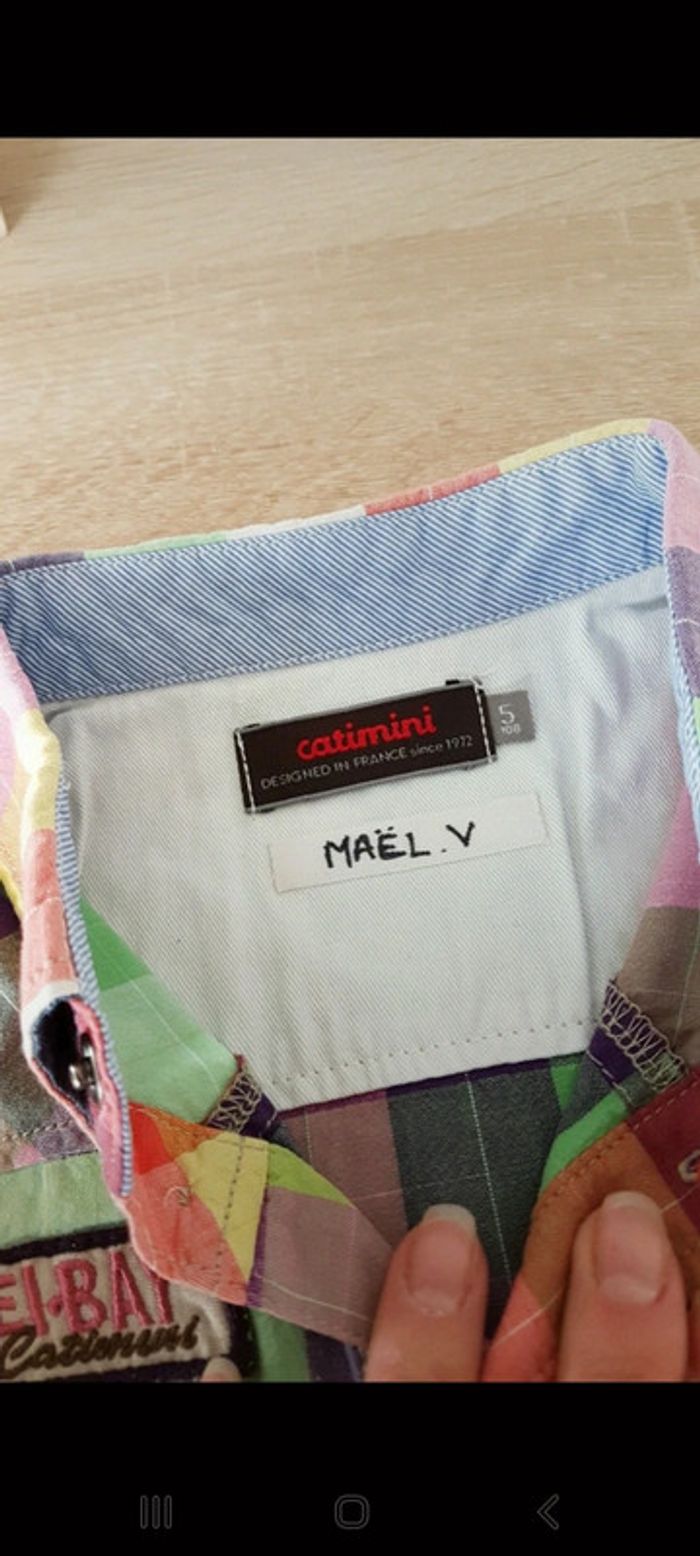 catimini
DESIGNED IN FRANCE since 1972
5
108
MAËL.V
Catimini